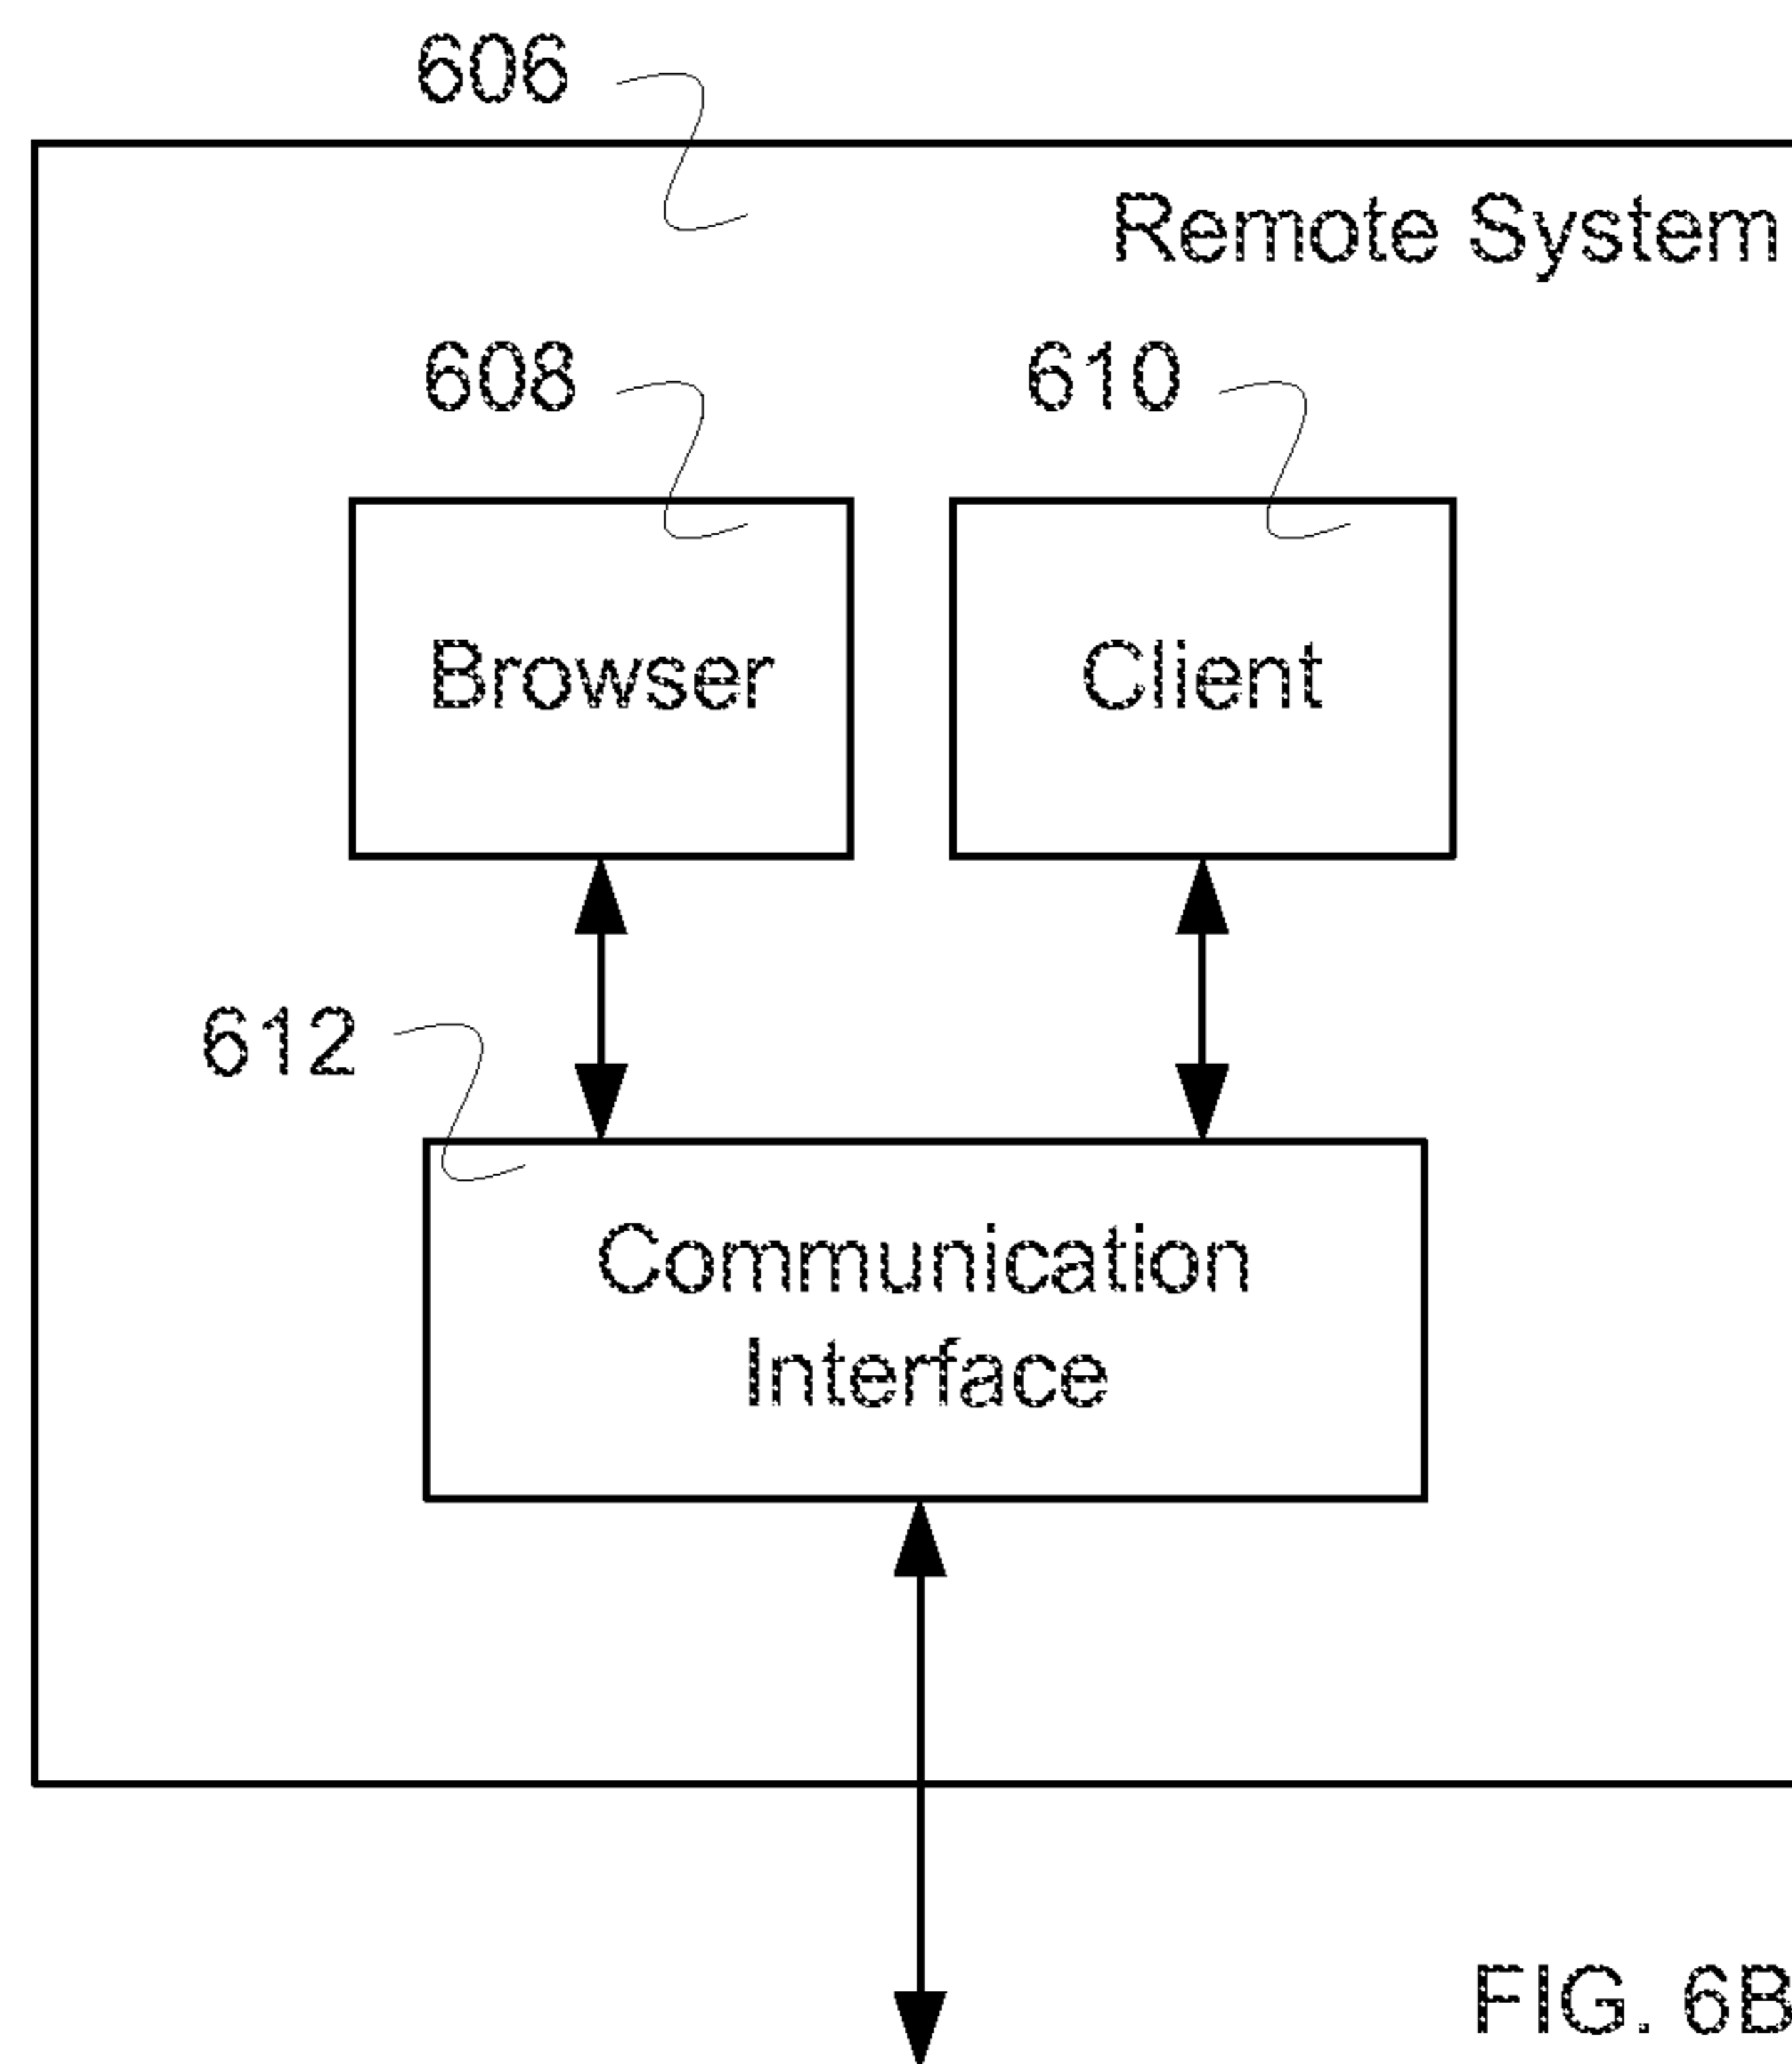 606
Remote System
608
610
Browser
Client
612
Communication
Interface
FIG. 6B